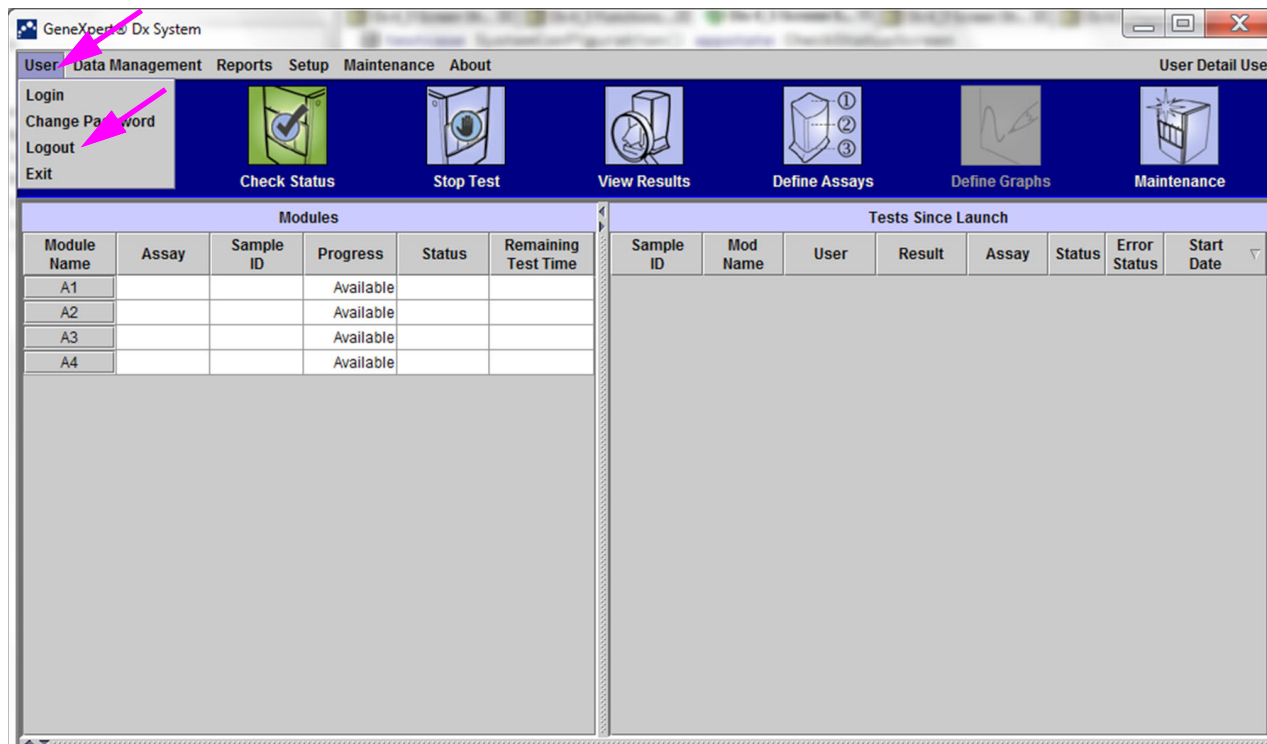 GeneXpert® Dx System
User Data Management Reports Setup Maintenance About
User Detail Use
Login
Change Password
Logout
Exit
Check Status
Stop Test
View Results
Define Assays
Define Graphs
Maintenance
Modules
Tests Since Launch
Module Name
Assay
Sample ID
Progress
Status
Remaining Test Time
Sample ID
Mod Name
User
Result
Assay
Status
Error Status
Start Date
A1 Available
A2 Available
A3 Available
A4 Available